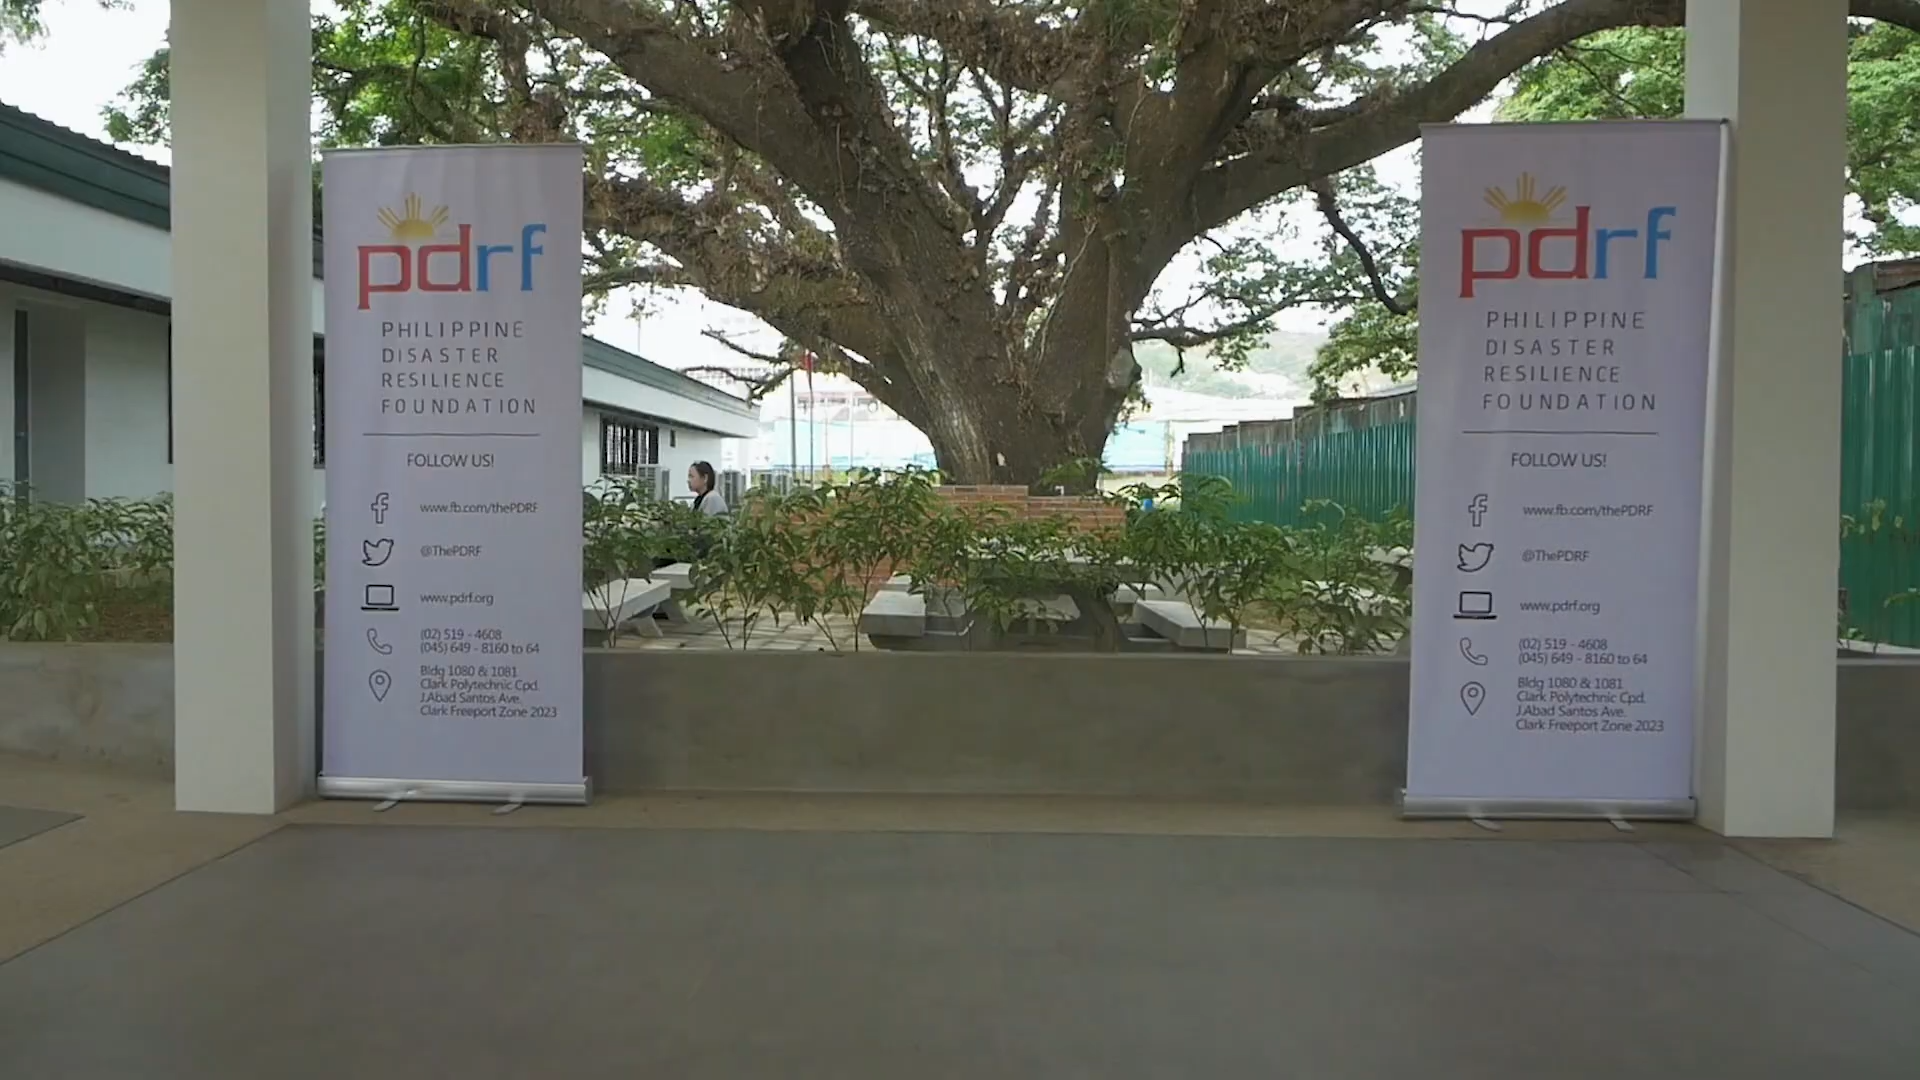 pdrf
PHILIPPINE
DISASTER
RESILIENCE
FOUNDATION
FOLLOW US!
www.fb.com/thePDRF
@ThePDRF
www.pdrf.org
(02) 519 - 4608
(045) 649 - 8160 to 64
Bldg 1080 & 1081
Clark Polytechnic Cpd.
J.Abad Santos Ave.
Clark Freeport Zone 2023
pdrf
PHILIPPINE
DISASTER
RESILIENCE
FOUNDATION
FOLLOW US!
www.fb.com/thePDRF
@ThePDRF
www.pdrf.org
(02) 519 - 4608
(045) 649 - 8160 to 64
Bldg 1080 & 1081
Clark Polytechnic Cpd.
J.Abad Santos Ave.
Clark Freeport Zone 2023